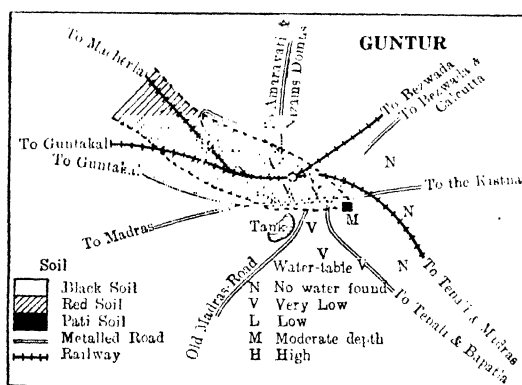 GUNTUR
To Macherla
To Amaravati &
Nizams Domns
To Bezwada
To Bezwada &
Calcutta
To Guntakal
To Guntakal
N
To the Kistna
To Madras
Tank
V
M
N
V
V
N
Old Madras Road
To Tenali & Madras
To Tenali & Bapatla
Soil
Black Soil
Red Soil
Pati Soil
Metalled Road
Railway
Water-table
N No water found
V Very Low
L Low
M Moderate depth
H High